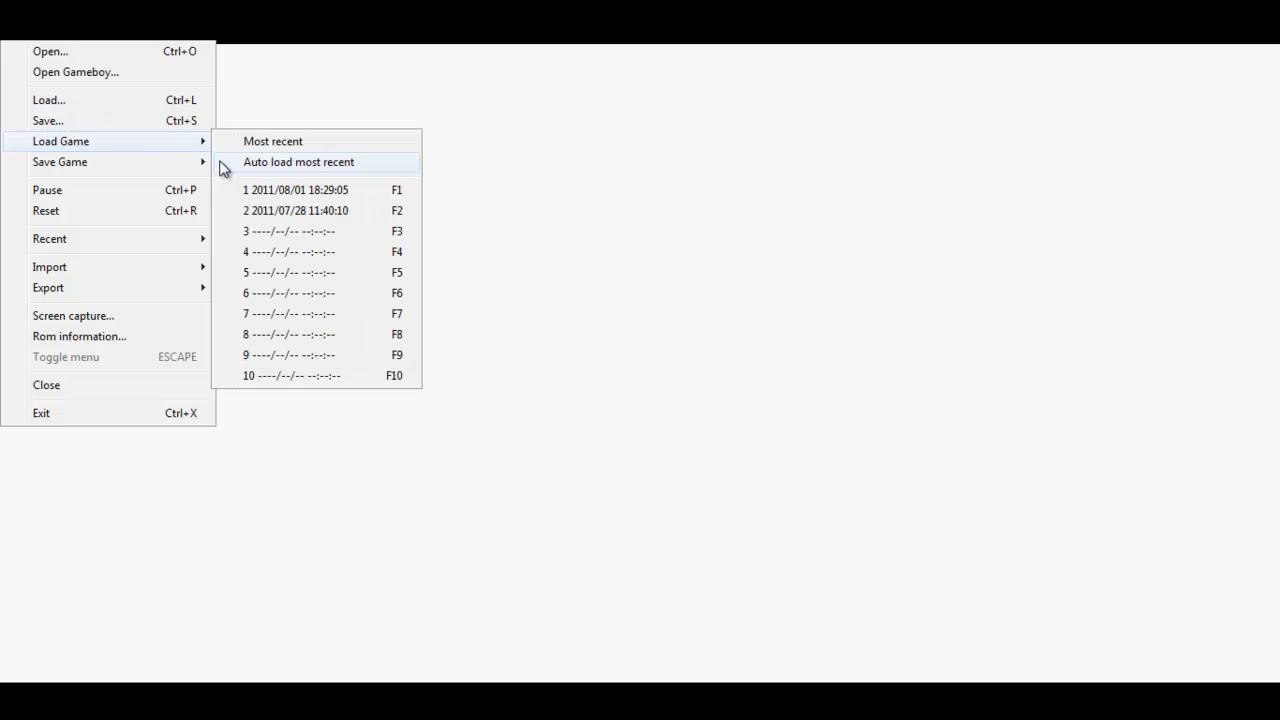 Open... Ctrl+O
Open Gameboy...
Load... Ctrl+L
Save... Ctrl+S
Load Game
Save Game
Pause Ctrl+P
Reset Ctrl+R
Recent
Import
Export
Screen capture...
Rom information...
Toggle menu ESCAPE
Close
Exit Ctrl+X
Most recent
Auto load most recent
1 2011/08/01 18:29:05 F1
2 2011/07/28 11:40:10 F2
3 ----/--/-- --:--:-- F3
4 ----/--/-- --:--:-- F4
5 ----/--/-- --:--:-- F5
6 ----/--/-- --:--:-- F6
7 ----/--/-- --:--:-- F7
8 ----/--/-- --:--:-- F8
9 ----/--/-- --:--:-- F9
10 ----/--/-- --:--:-- F10